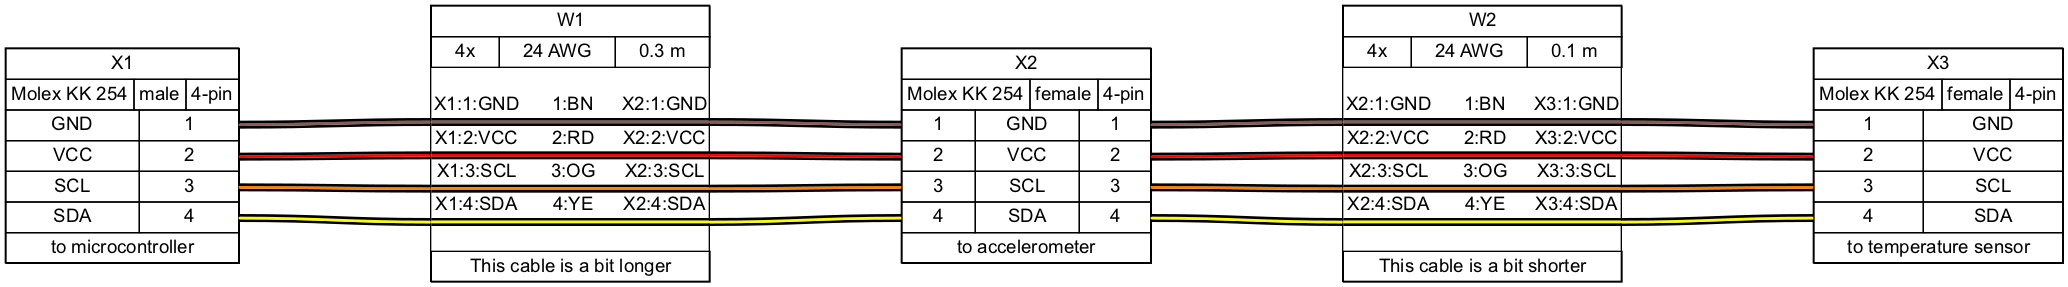 X1
Molex KK 254 male 4-pin
GND 1
VCC 2
SCL 3
SDA 4
to microcontroller
W1
4x 24 AWG 0.3 m
X1:1:GND 1:BN X2:1:GND
X1:2:VCC 2:RD X2:2:VCC
X1:3:SCL 3:OG X2:3:SCL
X1:4:SDA 4:YE X2:4:SDA
This cable is a bit longer
X2
Molex KK 254 female 4-pin
1 GND 1
2 VCC 2
3 SCL 3
4 SDA 4
to accelerometer
W2
4x 24 AWG 0.1 m
X2:1:GND 1:BN X3:1:GND
X2:2:VCC 2:RD X3:2:VCC
X2:3:SCL 3:OG X3:3:SCL
X2:4:SDA 4:YE X3:4:SDA
This cable is a bit shorter
X3
Molex KK 254 female 4-pin
1 GND
2 VCC
3 SCL
4 SDA
to temperature sensor